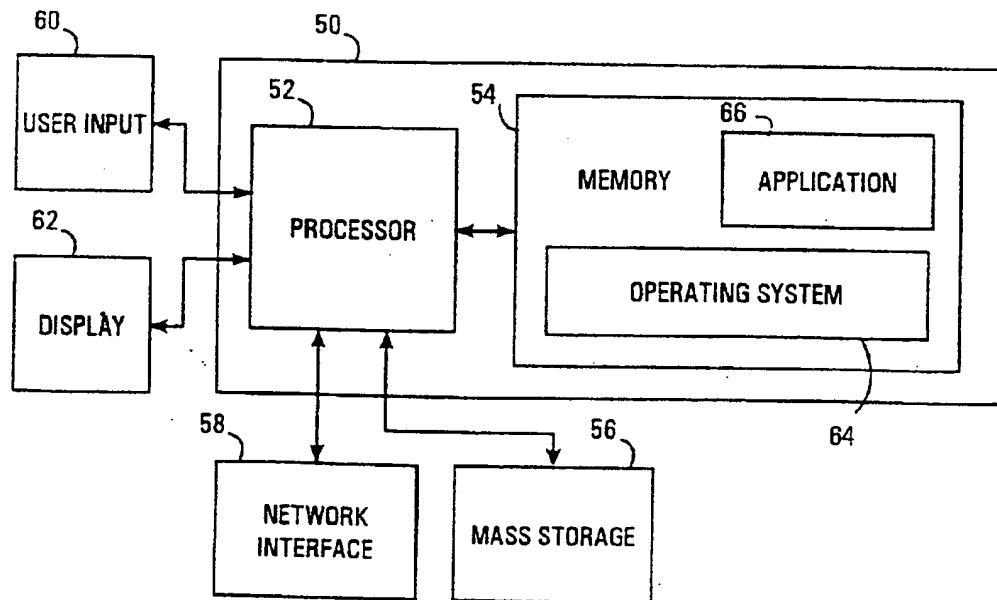 60
50
USER INPUT
52
54
66
MEMORY
APPLICATION
PROCESSOR
62
OPERATING SYSTEM
DISPLAY
64
58
56
NETWORK
INTERFACE
MASS STORAGE